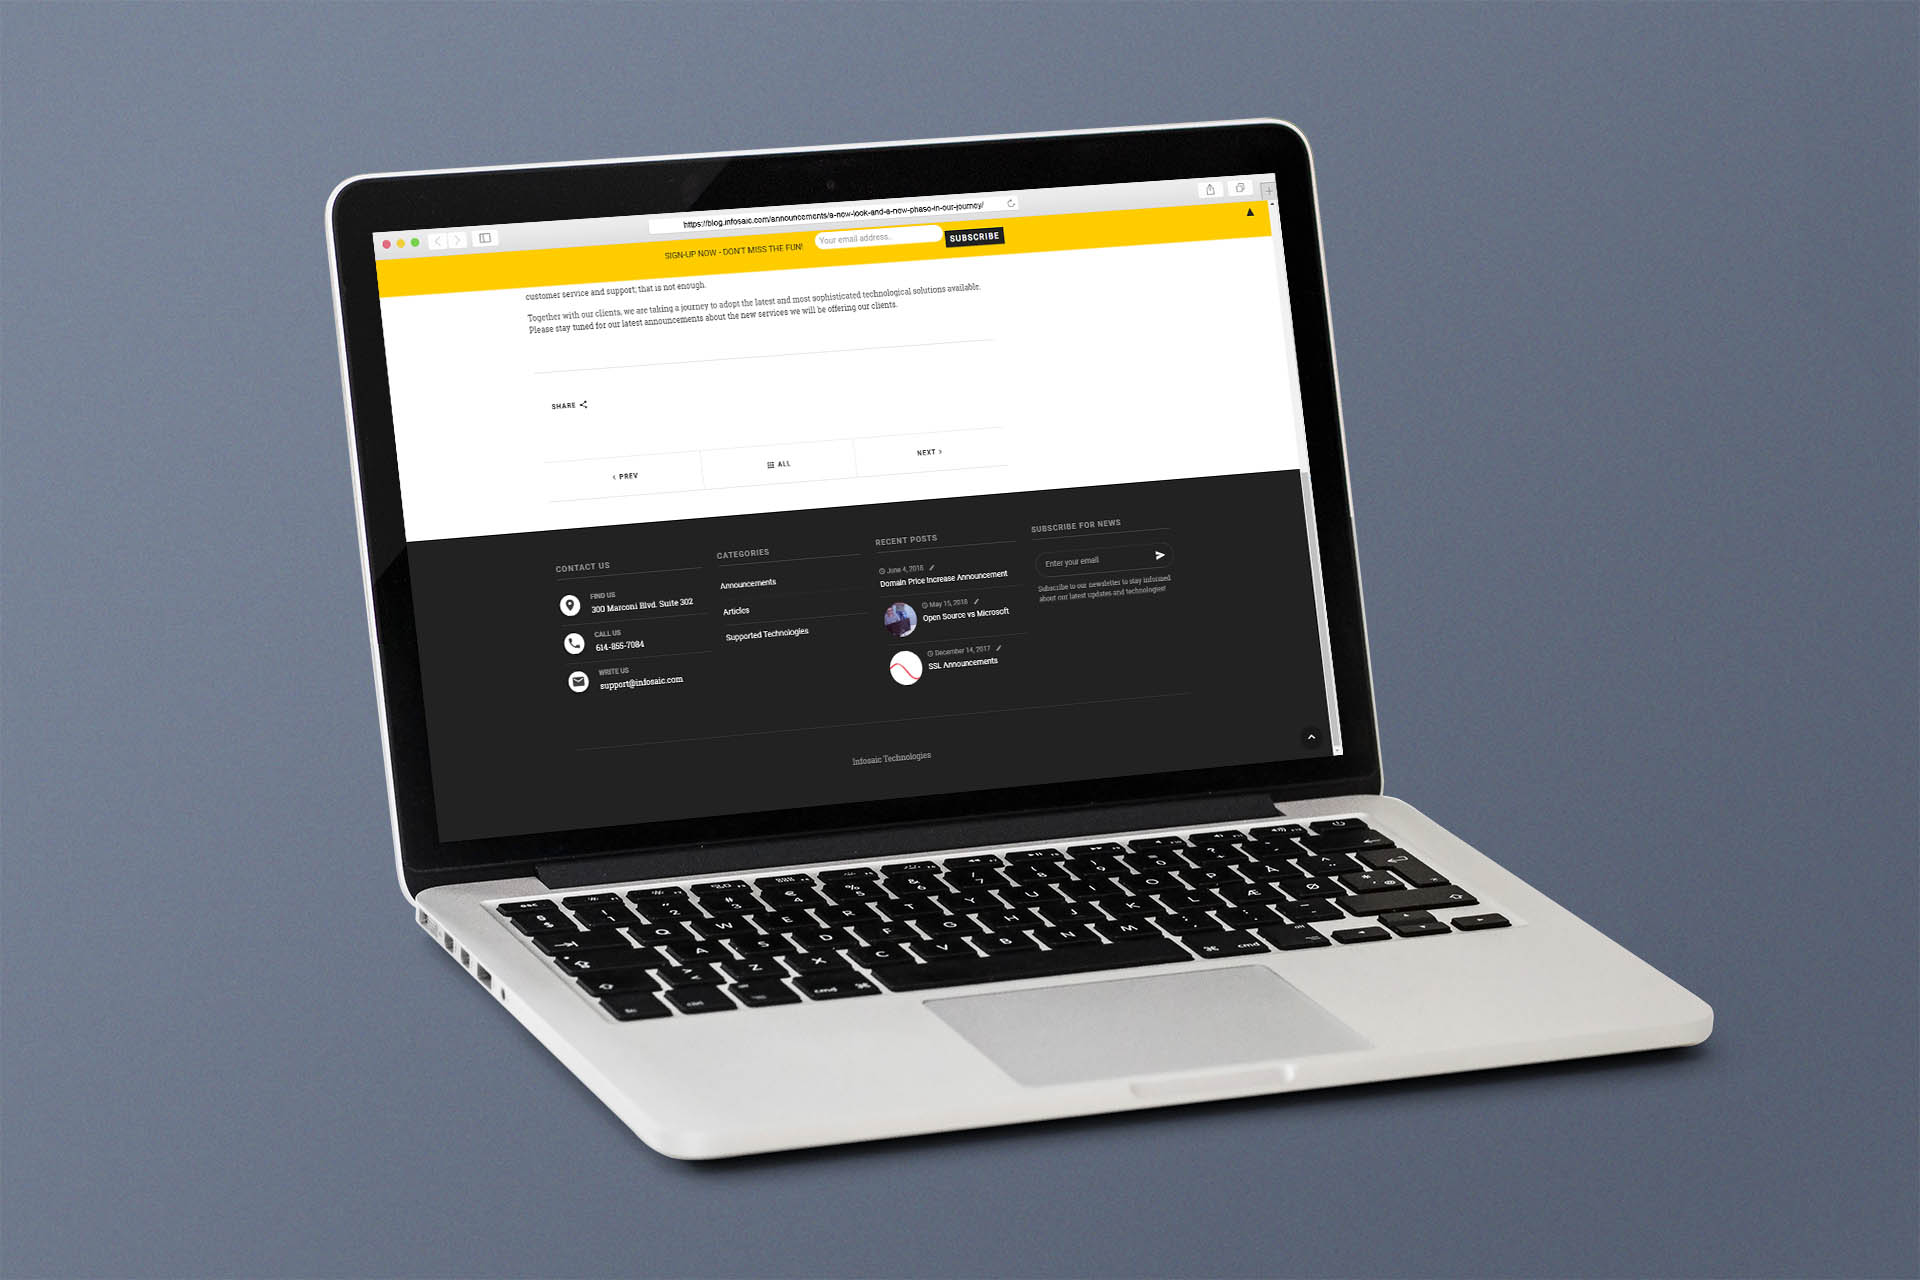 https://blog.infosaic.com/announcements/a-new-look-and-a-new-phase-in-our-journey/
SIGN-UP NOW - DON'T MISS THE FUN!
Your email address..
SUBSCRIBE
customer service and support; that is not enough.
Together with our clients, we are taking a journey to adopt the latest and most sophisticated technological solutions available.
Please stay tuned for our latest announcements about the new services we will be offering our clients.
SHARE
PREV
ALL
NEXT
CONTACT US
FIND US
300 Marconi Blvd. Suite 302
CALL US
614-855-7084
WRITE US
support@infosaic.com
CATEGORIES
Announcements
Articles
Supported Technologies
RECENT POSTS
June 4, 2018
Domain Price Increase Announcement
May 15, 2018
Open Source vs Microsoft
December 14, 2017
SSL Announcements
SUBSCRIBE FOR NEWS
Enter your email
Subscribe to our newsletter to stay informed
about our latest updates and technologies!
Infosaic Technologies
esc
Q W E R T Y U I O P Å
A S D F G H J K L Æ Ø
Z X C V B N M
cmd
cmd